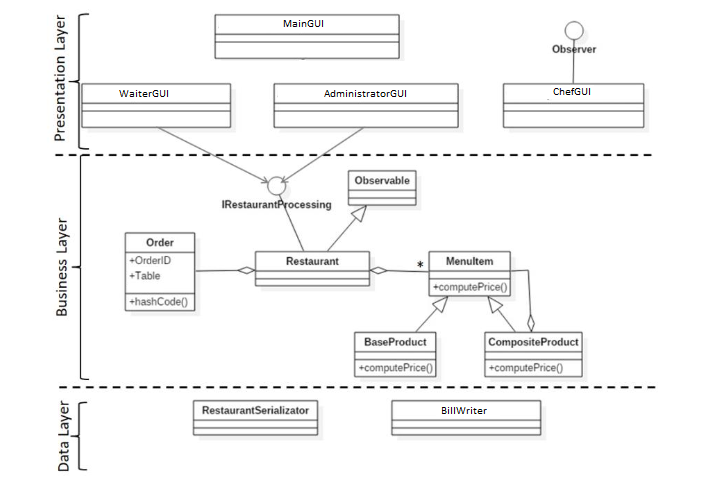 Presentation Layer
MainGUI
Observer
WaiterGUI
AdministratorGUI
ChefGUI
Business Layer
Observable
IRestaurantProcessing
Order
+OrderID
+Table
+hashCode()
Restaurant
*
MenuItem
+computePrice()
BaseProduct
+computePrice()
CompositeProduct
+computePrice()
Data Layer
RestaurantSerializator
BillWriter